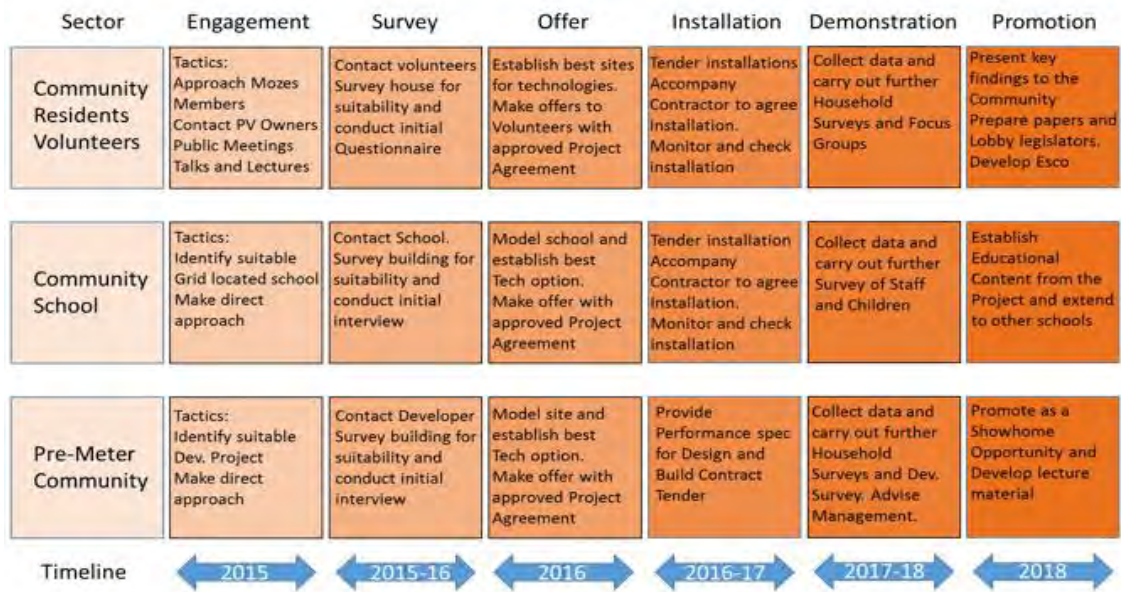 Sector
Engagement
Survey
Offer
Installation
Demonstration
Promotion
Community
Residents
Volunteers
Tactics:
Approach Mozes
Members
Contact PV Owners
Public Meetings
Talks and Lectures
Contact volunteers
Survey house for
suitability and
conduct initial
Questionnaire
Establish best sites
for technologies.
Make offers to
Volunteers with
approved Project
Agreement
Tender installations
Accompany
Contractor to agree
Installation.
Monitor and check
installation
Collect data and
carry out further
Household
Surveys and Focus
Groups
Present key
findings to the
Community
Prepare papers and
Lobby legislators.
Develop Esco
Community
School
Tactics:
Identify suitable
Grid located school
Make direct
approach
Contact School.
Survey building for
suitability and
conduct initial
interview
Model school and
establish best
Tech option.
Make offer with
approved Project
Agreement
Tender installation
Accompany
Contractor to agree
Installation.
Monitor and check
installation
Collect data and
carry out further
Survey of Staff
and Children
Establish
Educational
Content from the
Project and extend
to other schools
Pre-Meter
Community
Tactics:
Identify suitable
Dev. Project
Make direct
approach
Contact Developer
Survey building for
suitability and
conduct initial
interview
Model site and
establish best
Tech option.
Make offer with
approved Project
Agreement
Provide
Performance spec
for Design and
Build Contract
Tender
Collect data and
carry out further
Household
Surveys and Dev.
Survey. Advise
Management.
Promote as a
Showhome
Opportunity and
Develop lecture
material
Timeline
2015
2015-16
2016
2016-17
2017-18
2018